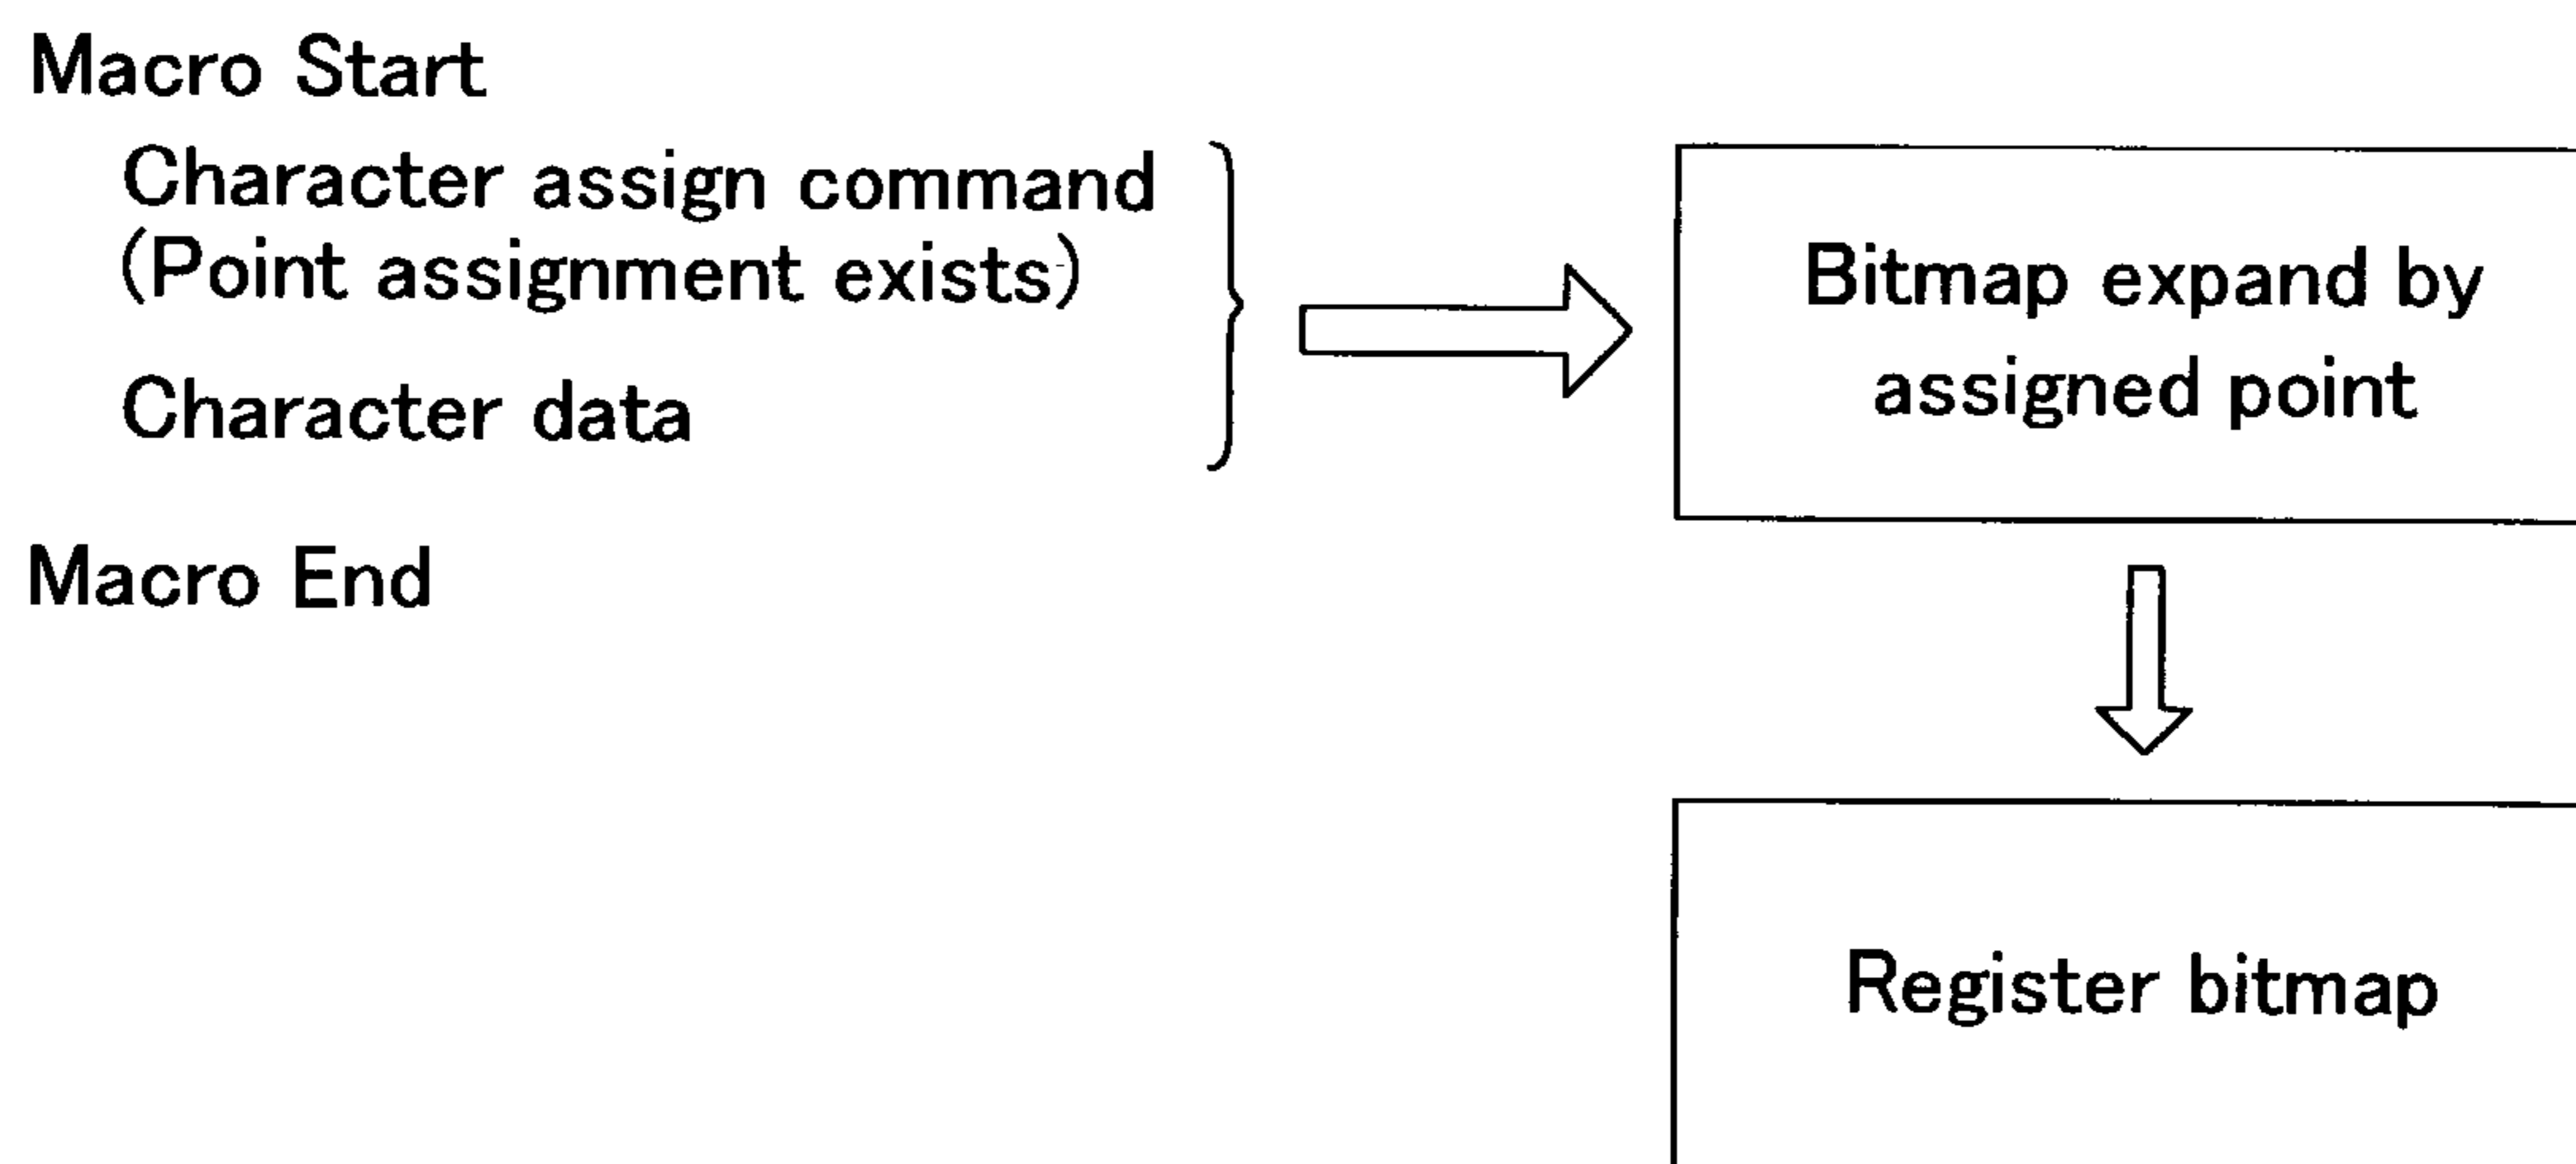 Macro Start
Character assign command
(Point assignment exists)
Character data
Macro End
Bitmap expand by
assigned point
Register bitmap